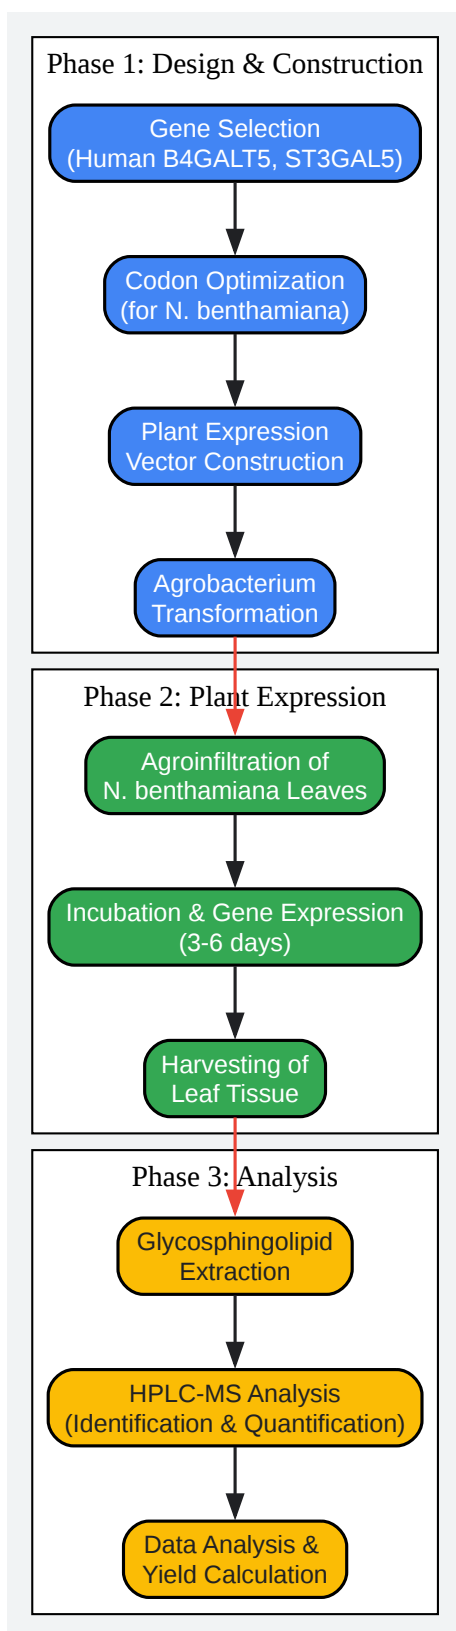 Phase 1: Design & Construction
Gene Selection
(Human B4GALT5, ST3GAL5)
Codon Optimization
(for N. benthamiana)
Plant Expression
Vector Construction
Agrobacterium
Transformation
Phase 2: Plant Expression
Agroinfiltration of
N. benthamiana Leaves
Incubation & Gene Expression
(3-6 days)
Harvesting of
Leaf Tissue
Phase 3: Analysis
Glycosphingolipid
Extraction
HPLC-MS Analysis
(Identification & Quantification)
Data Analysis &
Yield Calculation